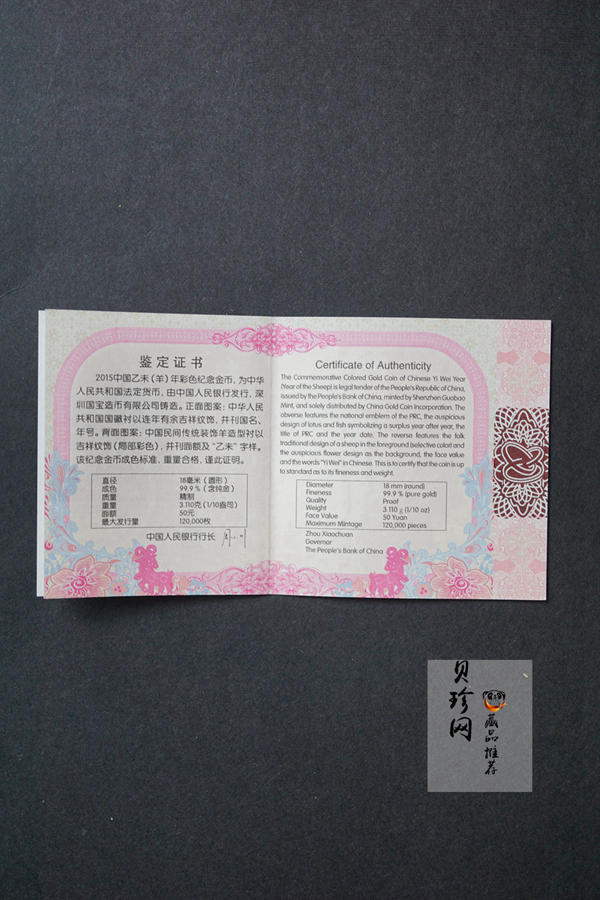 鉴定证书
2015中国乙未（羊）年彩色纪念金币，为中华
人民共和国法定货币，由中国人民银行发行，深
圳国宝造币有限公司铸造。正面图案：中华人民
共和国国徽衬以连年有余吉祥纹饰，并刊国名、
年号。背面图案：中国民间传统装饰羊造型衬以
吉祥纹饰（局部彩色），并刊面额及“乙未”字样。
该纪念金币成色标准，重量合格，谨此证明。
直径 18毫米（圆形）
成色 99.9％（含纯金）
质量 精制
重量 3.110克(1/10盎司)
面额 50元
最大发行量 120,000枚
中国人民银行行长
Certificate of Authenticity
The Commemorative Colored Gold Coin of Chinese Yi Wei Year
(Year of the Sheep) is legal tender of the People's Republic of China,
issued by the People's Bank of China, minted by Shenzhen Guobao
Mint, and solely distributed by China Gold Coin Incorporation. The
obverse features the national emblem of the PRC, the auspicious
design of lotus and fish symbolizing a surplus year after year, the
title of PRC and the year date. The reverse features the folk
traditional design of a sheep in the foreground (selective color) and
the auspicious flower design as the background, the face value
and the words "Yi Wei" in Chinese. This is to certify that the coin is up
to standard as to its fineness and weight.
Diameter 18 mm (round)
Fineness 99.9 % (pure gold)
Quality Proof
Weight 3.110 g (1/10 oz)
Face Value 50 Yuan
Maximum Mintage 120,000 pieces
Zhou Xiaochuan
Governor
The People's Bank of China
贝珍网
藏品推荐